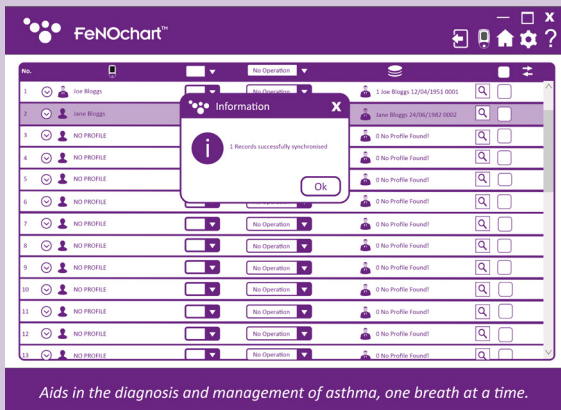 FeNOchart™
No.
No Operation
1 Joe Bloggs No Operation 1 Joe Bloggs 12/04/1951 0001
2 Jane Bloggs Jane Bloggs 24/06/1982 0002
Information X
1 Records successfully synchronised
Ok
3 NO PROFILE 0 No Profile Found!
4 NO PROFILE 0 No Profile Found!
5 NO PROFILE 0 No Profile Found!
6 NO PROFILE 0 No Profile Found!
7 NO PROFILE No Operation 0 No Profile Found!
8 NO PROFILE No Operation 0 No Profile Found!
9 NO PROFILE No Operation 0 No Profile Found!
10 NO PROFILE No Operation 0 No Profile Found!
11 NO PROFILE No Operation 0 No Profile Found!
12 NO PROFILE No Operation 0 No Profile Found!
13 NO PROFILE No Operation 0 No Profile Found!
Aids in the diagnosis and management of asthma, one breath at a time.